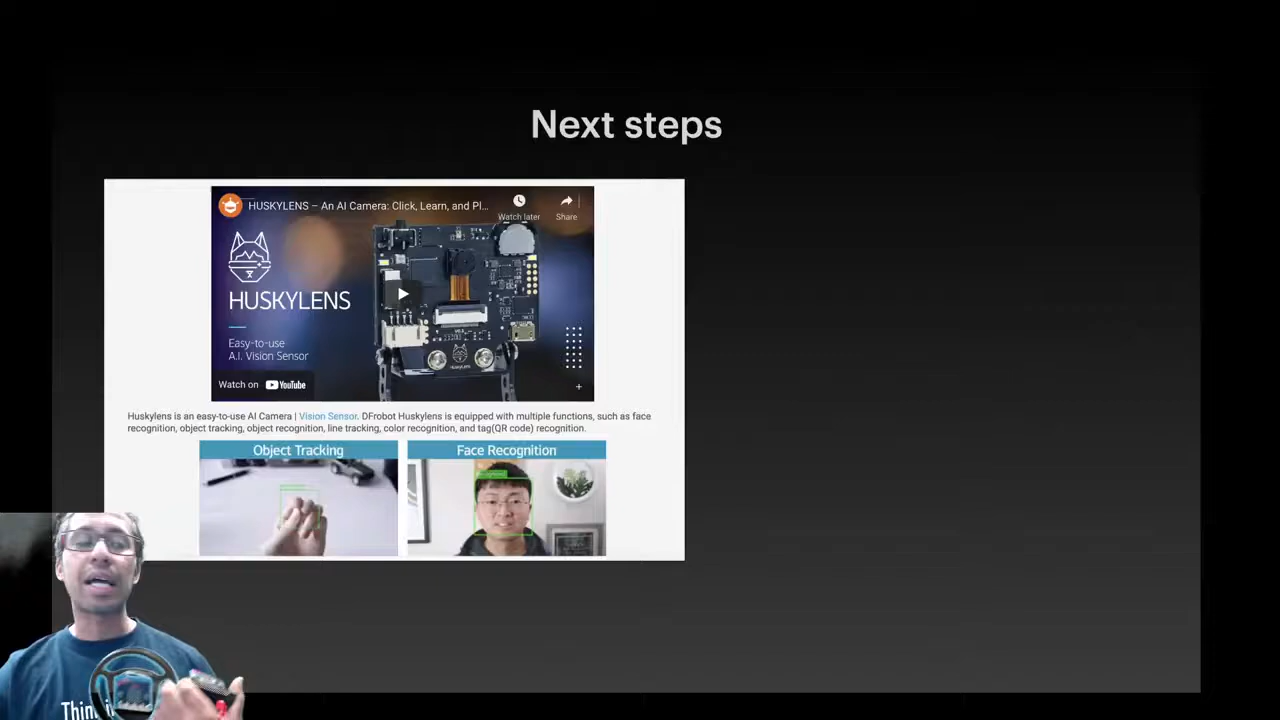 Next steps
HUSKYLENS – An AI Camera: Click, Learn, and Pl...
Watch later
Share
HUSKYLENS
Easy-to-use
A.I. Vision Sensor
Watch on YouTube
Huskylens is an easy-to-use AI Camera | Vision Sensor. DFrobot Huskylens is equipped with multiple functions, such as face
recognition, object tracking, object recognition, line tracking, color recognition, and tag(QR code) recognition.
Object Tracking
Face Recognition